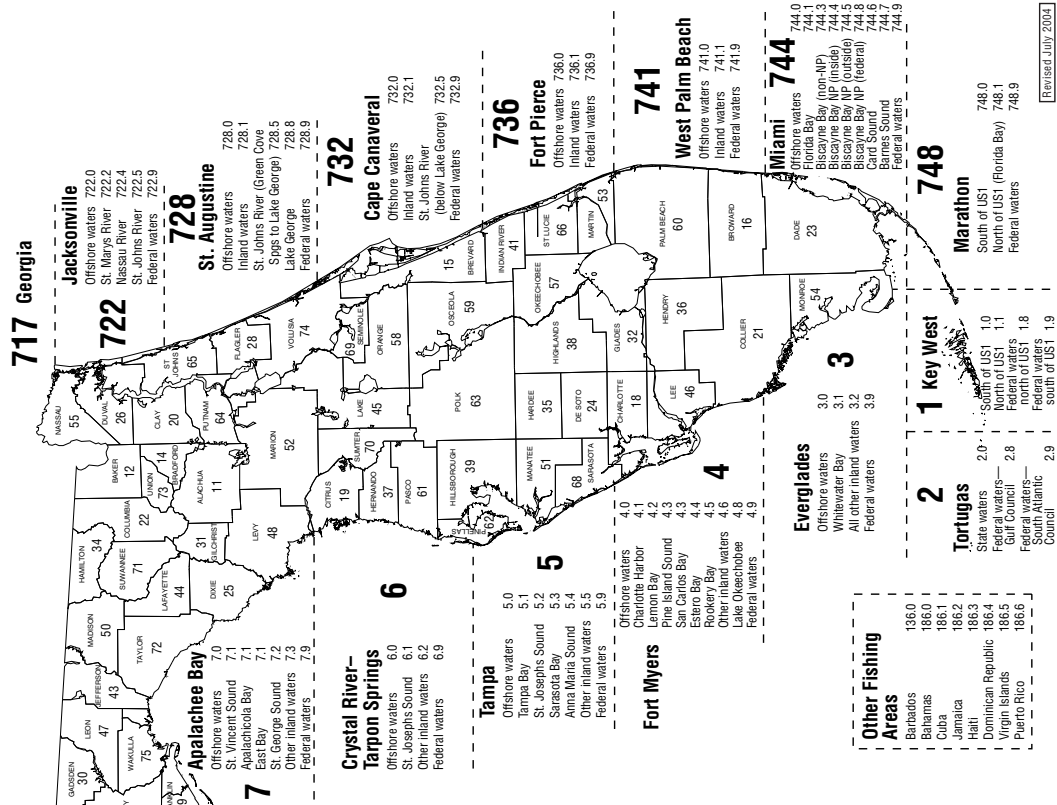 717 Georgia
Jacksonville
722
Offshore waters 722.0
St. Marys River 722.2
Nassau River 722.4
St. Johns River 722.5
Federal waters 722.9
728
St. Augustine
Offshore waters 728.0
Inland waters 728.1
St. Johns River (Green Cove
Spgs to Lake George) 728.5
Lake George 728.8
Federal waters 728.9
732
Cape Canaveral
Offshore waters 732.0
Inland waters 732.1
St. Johns River
(below Lake George) 732.5
Federal waters 732.9
736
Fort Pierce
Offshore waters 736.0
Inland waters 736.1
Federal waters 736.9
741
West Palm Beach
Offshore waters 741.0
Inland waters 741.1
Federal waters 741.9
Miami 744
Offshore waters 744.0
Florida Bay 744.1
Biscayne Bay (non-NP) 744.3
Biscayne Bay NP (inside) 744.4
Biscayne Bay NP (outside) 744.5
Biscayne Bay NP (federal) 744.8
Card Sound 744.6
Barnes Sound 744.7
Federal waters 744.9
748
Marathon
South of US1 748.0
North of US1 (Florida Bay) 748.1
Federal waters 748.9
Revised July 2004
NASSAU
55
DUVAL
26
CLAY
20
ST
JOHNS
65
PUTNAM
64
FLAGLER
28
VOLUSIA
74
BAKER
12
UNION
73
14
BRADFORD
ALACHUA
11
MARION
52
COLUMBIA
22
HAMILTON
34
SUWANNEE
71
LAFAYETTE
44
GILCHRIST
31
DIXIE
25
LEVY
48
MADISON
50
TAYLOR
72
JEFFERSON
43
LEON
47
WAKULLA
75
GADSDEN
30
CITRUS
19
SUMTER
70
HERNANDO
37
PASCO
61
LAKE
45
SEMINOLE
69
ORANGE
58
BREVARD
15
OSCEOLA
59
POLK
63
HILLSBOROUGH
39
PINELLAS
62
INDIAN RIVER
41
OKEECHOBEE
57
ST LUCIE
66
MARTIN
53
HIGHLANDS
38
HARDEE
35
MANATEE
51
DE SOTO
24
SARASOTA
68
CHARLOTTE
18
GLADES
32
LEE
46
HENDRY
36
PALM BEACH
60
BROWARD
16
COLLIER
21
DADE
23
MONROE
54
7
Apalachee Bay
Offshore waters 7.0
St. Vincent Sound 7.1
Apalachicola Bay 7.1
East Bay 7.1
St. George Sound 7.2
Other inland waters 7.3
Federal waters 7.9
6
Crystal River–
Tarpon Springs
Offshore waters 6.0
St. Josephs Sound 6.1
Other inland waters 6.2
Federal waters 6.9
5
Tampa
Offshore waters 5.0
Tampa Bay 5.1
St. Josephs Sound 5.2
Sarasota Bay 5.3
Anna Maria Sound 5.4
Other inland waters 5.5
Federal waters 5.9
4
Fort Myers
Offshore waters 4.0
Charlotte Harbor 4.1
Lemon Bay 4.2
Pine Island Sound 4.3
San Carlos Bay 4.3
Estero Bay 4.4
Rookery Bay 4.5
Other inland waters 4.6
Lake Okeechobee 4.8
Federal waters 4.9
3
Everglades
Offshore waters 3.0
Whitewater Bay 3.1
All other inland waters 3.2
Federal waters 3.9
1 Key West
South of US1 1.0
North of US1 1.1
Federal waters
north of US1 1.8
Federal waters
south of US1 1.9
2
Tortugas
State waters 2.0
Federal waters—
Gulf Council 2.8
Federal waters—
South Atlantic
Council 2.9
Other Fishing
Areas
Barbados 136.0
Bahamas 186.0
Cuba 186.1
Jamaica 186.2
Haiti 186.3
Dominican Republic 186.4
Virgin Islands 186.5
Puerto Rico 186.6